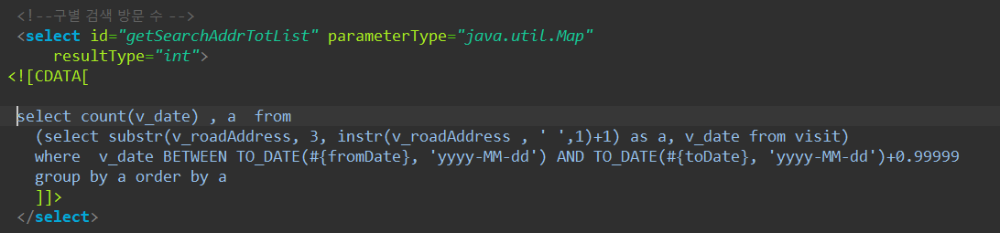 <!--구별 검색 방문 수 -->
<select id="getSearchAddrTotList" parameterType="java.util.Map"
resultType="int">
<![CDATA[
select count(v_date) , a  from
(select substr(v_roadAddress, 3, instr(v_roadAddress , ' ',1)+1) as a, v_date from visit)
where  v_date BETWEEN TO_DATE(#{fromDate}, 'yyyy-MM-dd') AND TO_DATE(#{toDate}, 'yyyy-MM-dd')+0.99999
group by a order by a
]]>
</select>